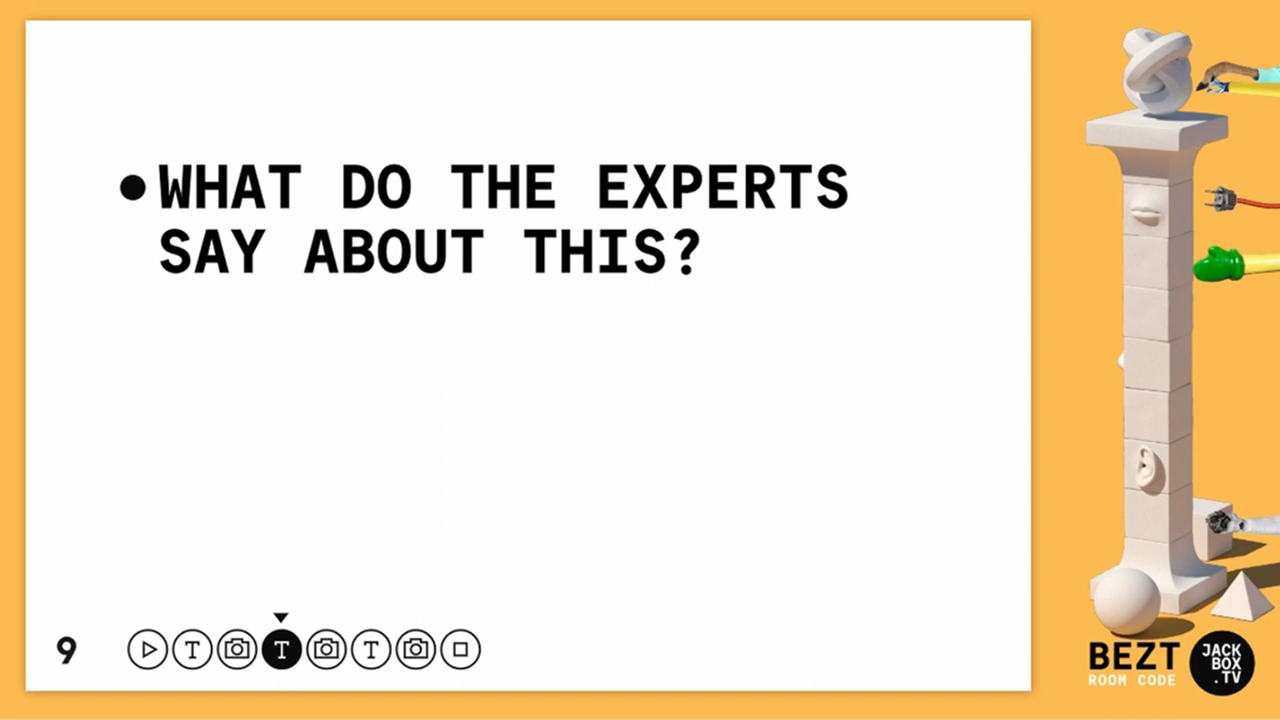 • WHAT DO THE EXPERTS
SAY ABOUT THIS?
9
T
T
T
BEZT
ROOM CODE
JACK
BOX
.TV